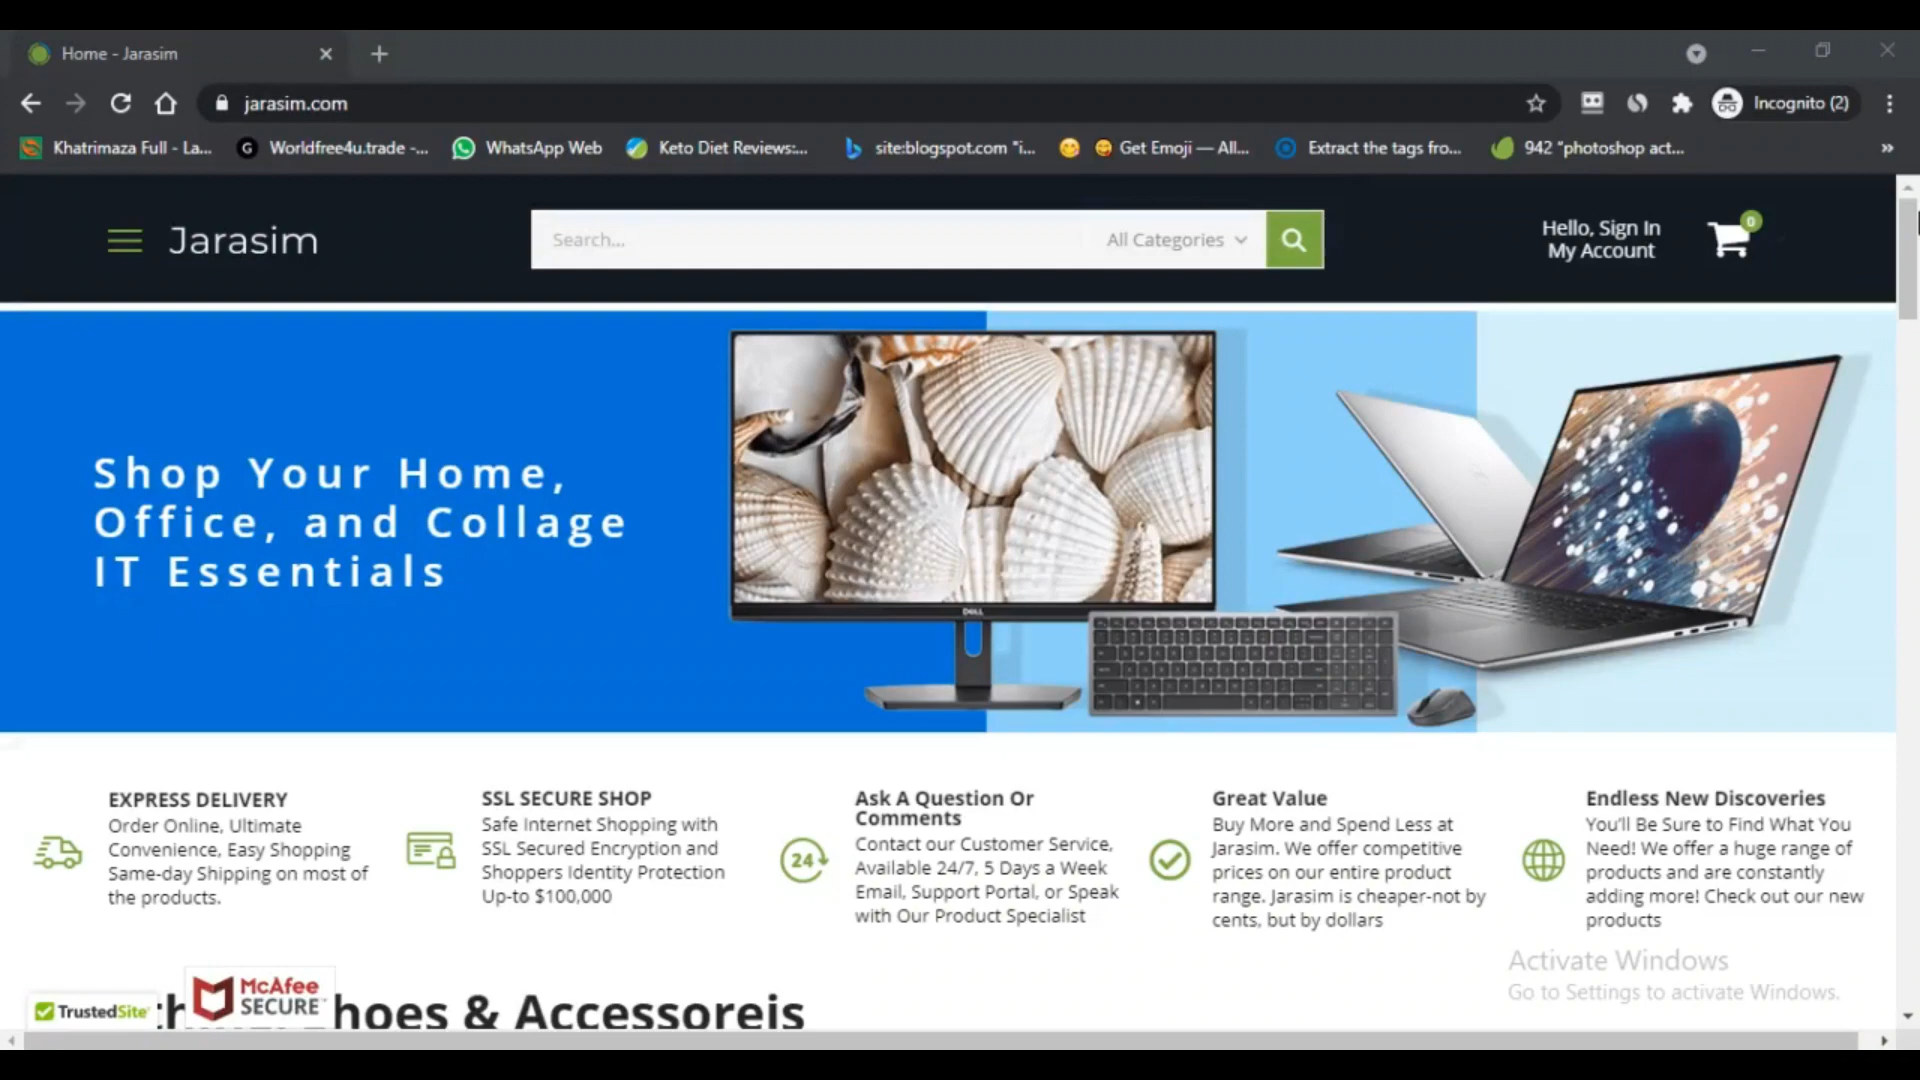 Home - Jarasim
jarasim.com
Incognito (2)
Khatrimaza Full - La...
Worldfree4u.trade -...
WhatsApp Web
Keto Diet Reviews:...
site:blogspot.com "i...
Get Emoji — All...
Extract the tags fro...
942 "photoshop act...
»
Jarasim
Search...
All Categories
Hello, Sign In
My Account
0
Shop Your Home,
Office, and Collage
IT Essentials
DELL
EXPRESS DELIVERY
Order Online, Ultimate
Convenience, Easy Shopping
Same-day Shipping on most of
the products.
SSL SECURE SHOP
Safe Internet Shopping with
SSL Secured Encryption and
Shoppers Identity Protection
Up-to $100,000
24
Ask A Question Or
Comments
Contact our Customer Service,
Available 24/7, 5 Days a Week
Email, Support Portal, or Speak
with Our Product Specialist
Great Value
Buy More and Spend Less at
Jarasim. We offer competitive
prices on our entire product
range. Jarasim is cheaper-not by
cents, but by dollars
Endless New Discoveries
You'll Be Sure to Find What You
Need! We offer a huge range of
products and are constantly
adding more! Check out our new
products
Activate Windows
Go to Settings to activate Windows.
TrustedSite
McAfee
SECURE
hoes & Accessoreis